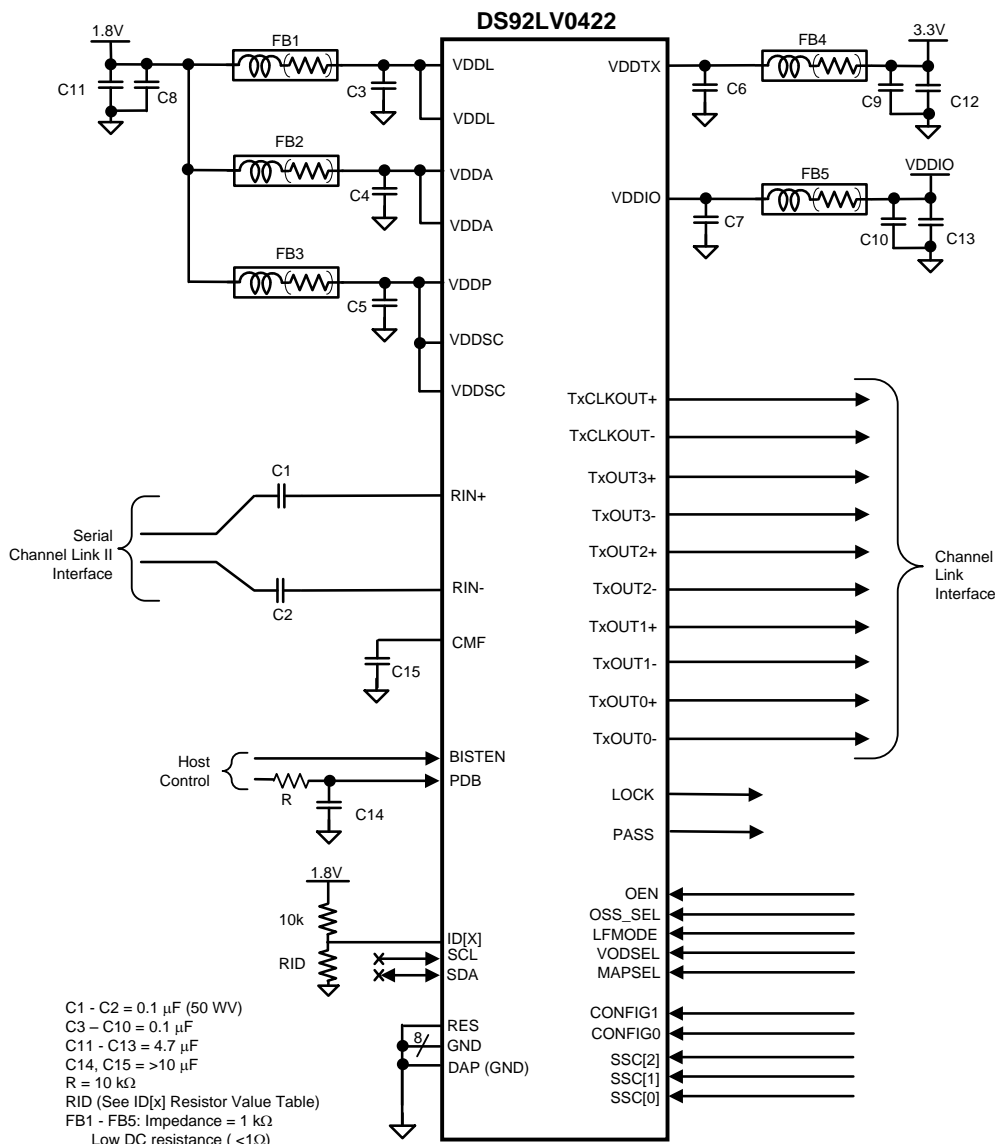 DS92LV0422
1.8V
FB1
C11
C8
C3
VDDL
VDDL
FB2
C4
VDDA
VDDA
FB3
C5
VDDP
VDDSC
VDDSC
VDDTX
C6
FB4
3.3V
C9
C12
VDDIO
C7
FB5
VDDIO
C10
C13
C1
RIN+
Serial
Channel Link II
Interface
C2
RIN-
CMF
C15
Host
Control
BISTEN
PDB
R
C14
1.8V
10k
RID
ID[X]
SCL
SDA
RES
8
GND
DAP (GND)
TxCLKOUT+
TxCLKOUT-
TxOUT3+
TxOUT3-
TxOUT2+
TxOUT2-
TxOUT1+
TxOUT1-
TxOUT0+
TxOUT0-
Channel
Link
Interface
LOCK
PASS
OEN
OSS_SEL
LFMODE
VODSEL
MAPSEL
CONFIG1
CONFIG0
SSC[2]
SSC[1]
SSC[0]
C1 - C2 = 0.1 μF (50 WV)
C3 – C10 = 0.1 μF
C11 - C13 = 4.7 μF
C14, C15 = >10 μF
R = 10 kΩ
RID (See ID[x] Resistor Value Table)
FB1 - FB5: Impedance = 1 kΩ
Low DC resistance ( <1Ω)